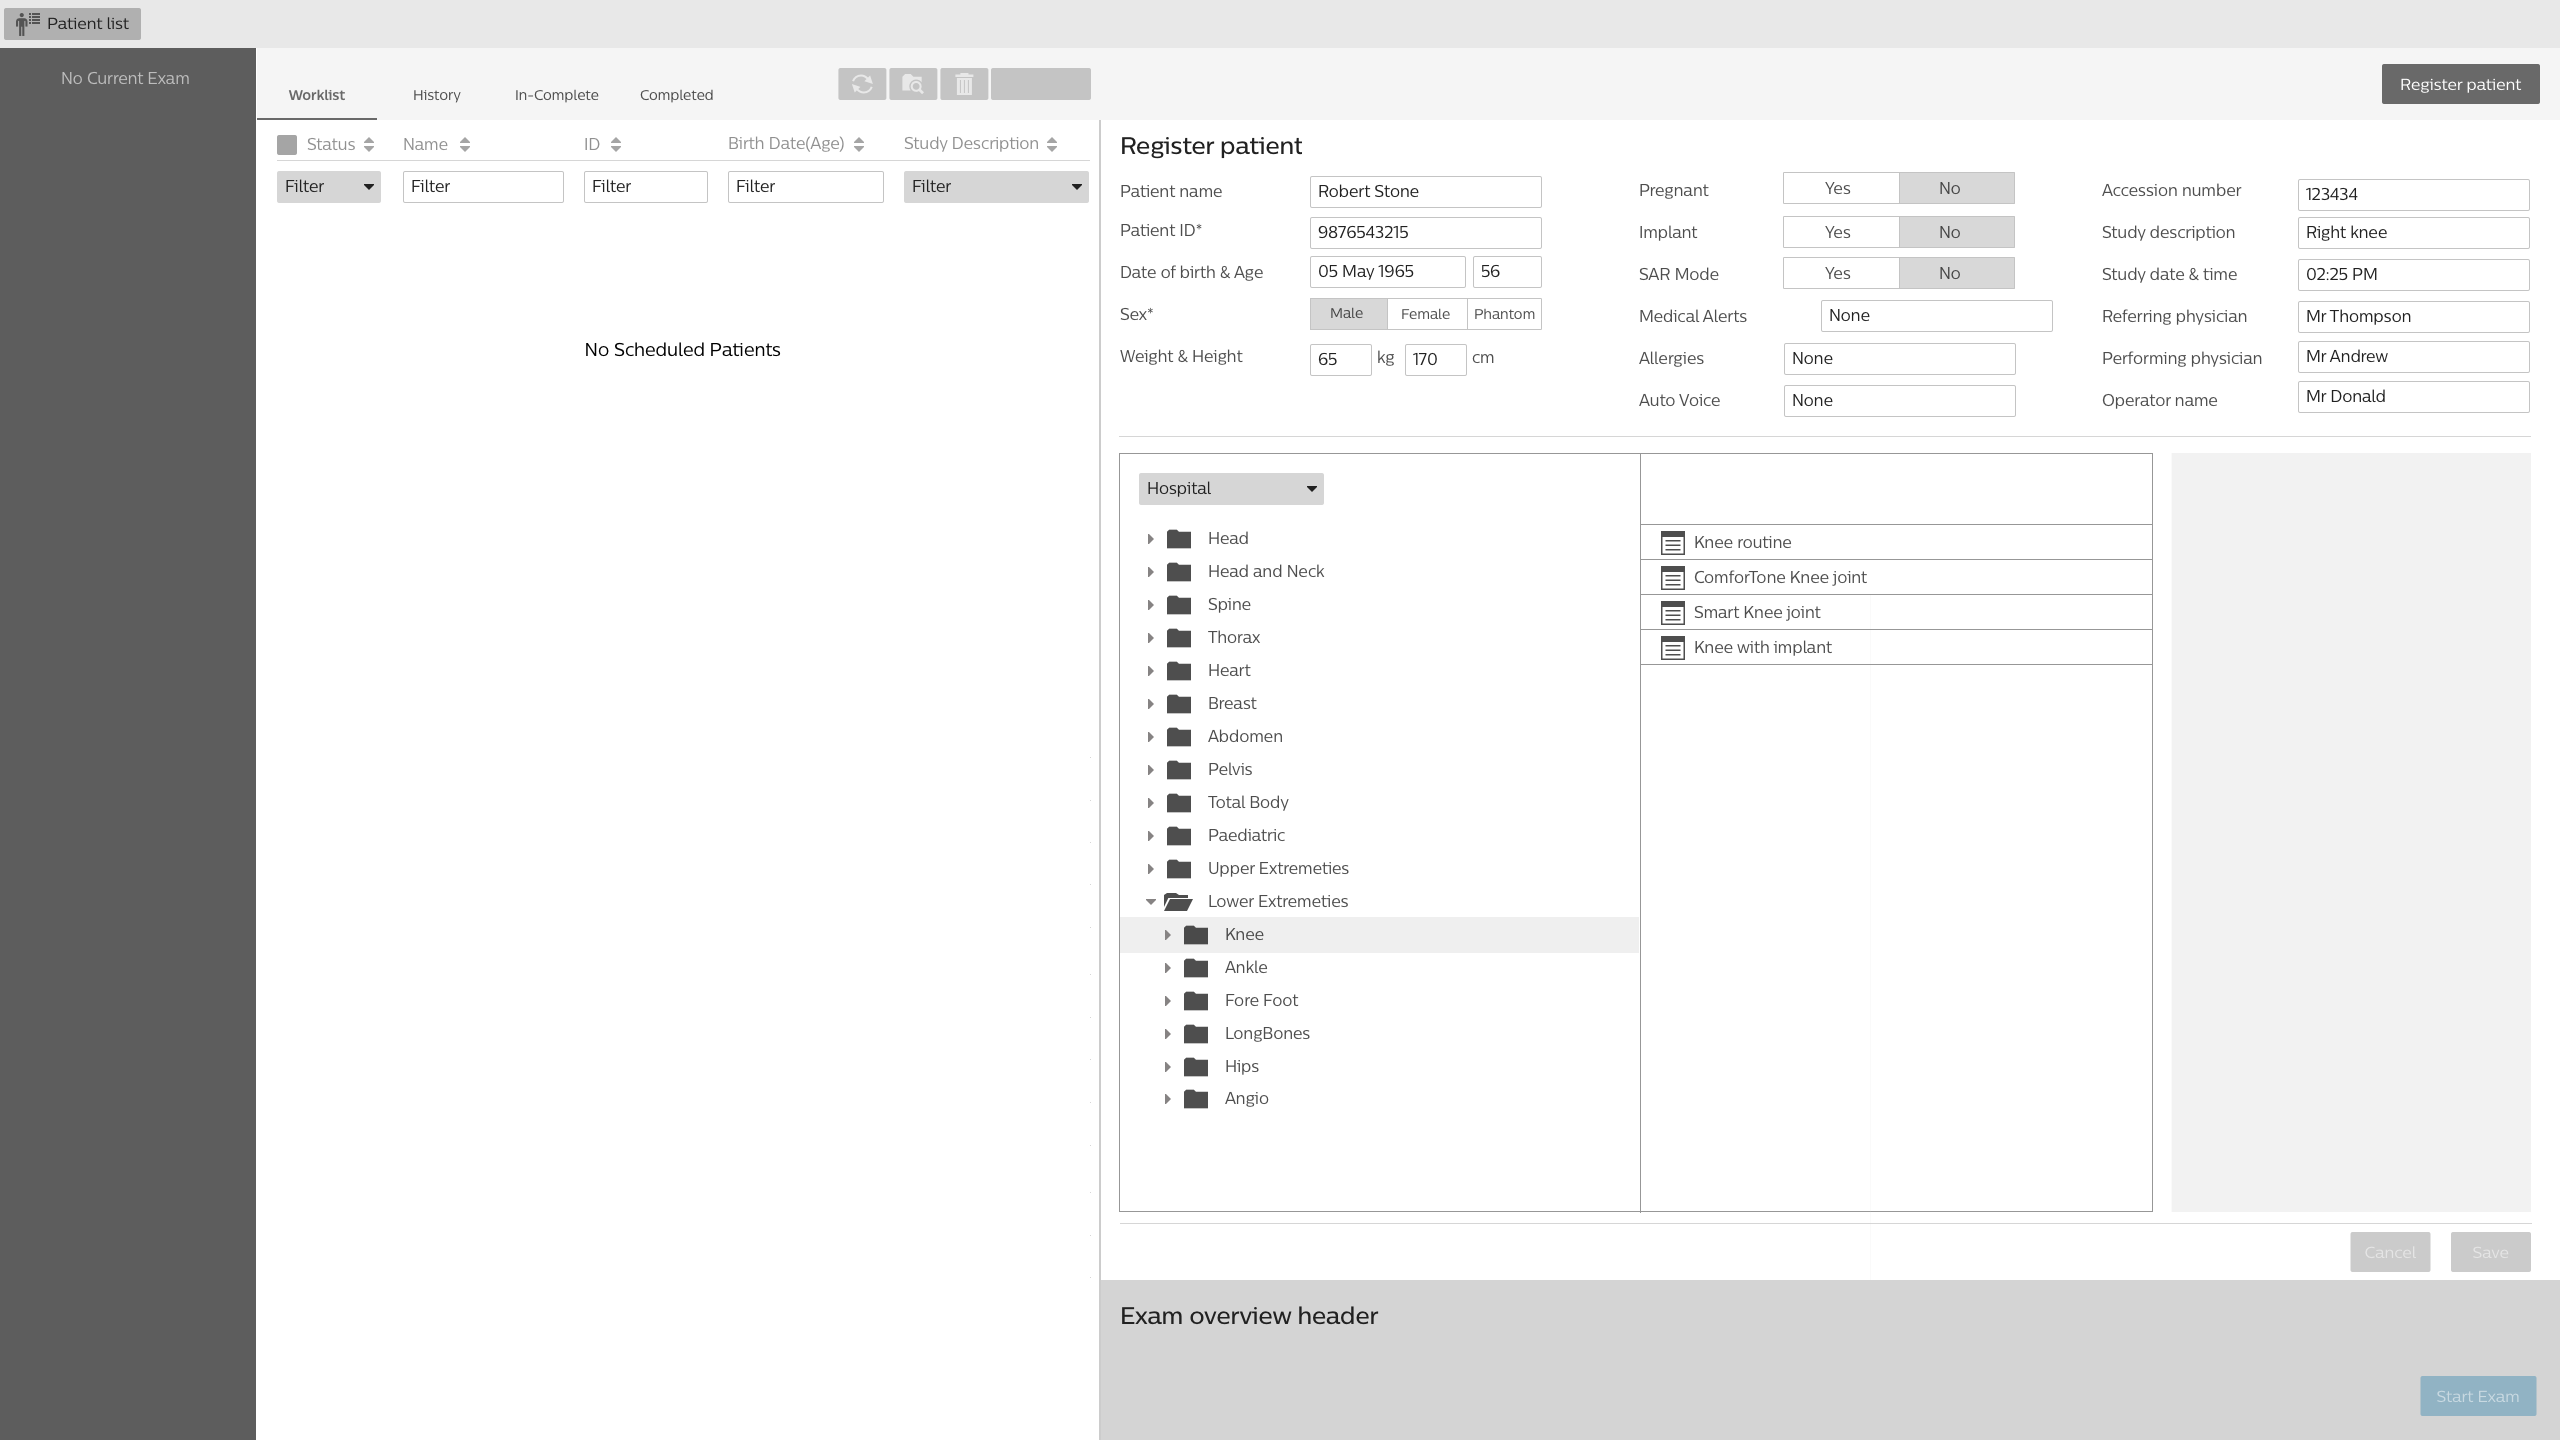 Patient list
No Current Exam
Worklist History In-Complete Completed
Register patient
Status Name ID Birth Date(Age) Study Description
Filter Filter Filter Filter Filter
No Scheduled Patients
Register patient
Patient name Robert Stone
Patient ID* 9876543215
Date of birth & Age 05 May 1965 56
Sex* Male Female Phantom
Weight & Height 65 kg 170 cm
Pregnant Yes No
Implant Yes No
SAR Mode Yes No
Medical Alerts None
Allergies None
Auto Voice None
Accession number 123434
Study description Right knee
Study date & time 02:25 PM
Referring physician Mr Thompson
Performing physician Mr Andrew
Operator name Mr Donald
Hospital
Head
Head and Neck
Spine
Thorax
Heart
Breast
Abdomen
Pelvis
Total Body
Paediatric
Upper Extremeties
Lower Extremeties
Knee
Ankle
Fore Foot
LongBones
Hips
Angio
Knee routine
ComforTone Knee joint
Smart Knee joint
Knee with implant
Cancel Save
Exam overview header
Start Exam